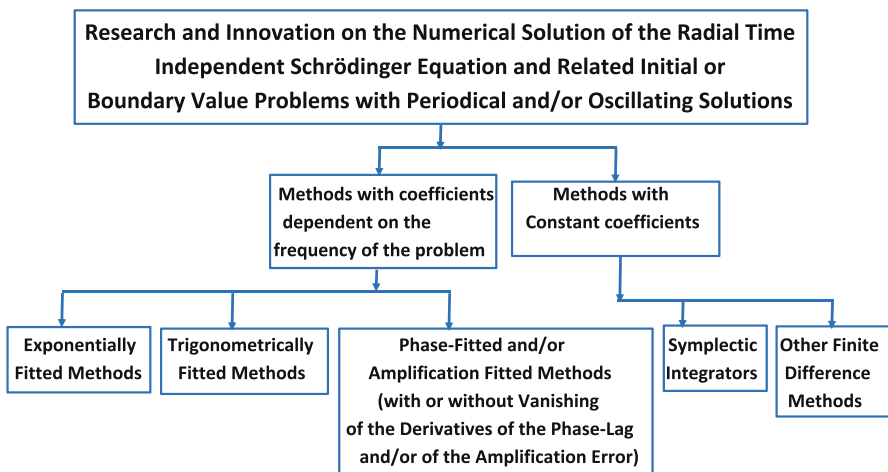 Research and Innovation on the Numerical Solution of the Radial Time
Independent Schrödinger Equation and Related Initial or
Boundary Value Problems with Periodical and/or Oscillating Solutions
Methods with coefficients
dependent on the
frequency of the problem
Methods with
Constant coefficients
Exponentially
Fitted Methods
Trigonometrically
Fitted Methods
Phase-Fitted and/or
Amplification Fitted Methods
(with or without Vanishing
of the Derivatives of the Phase-Lag
and/or of the Amplification Error)
Symplectic
Integrators
Other Finite
Difference
Methods